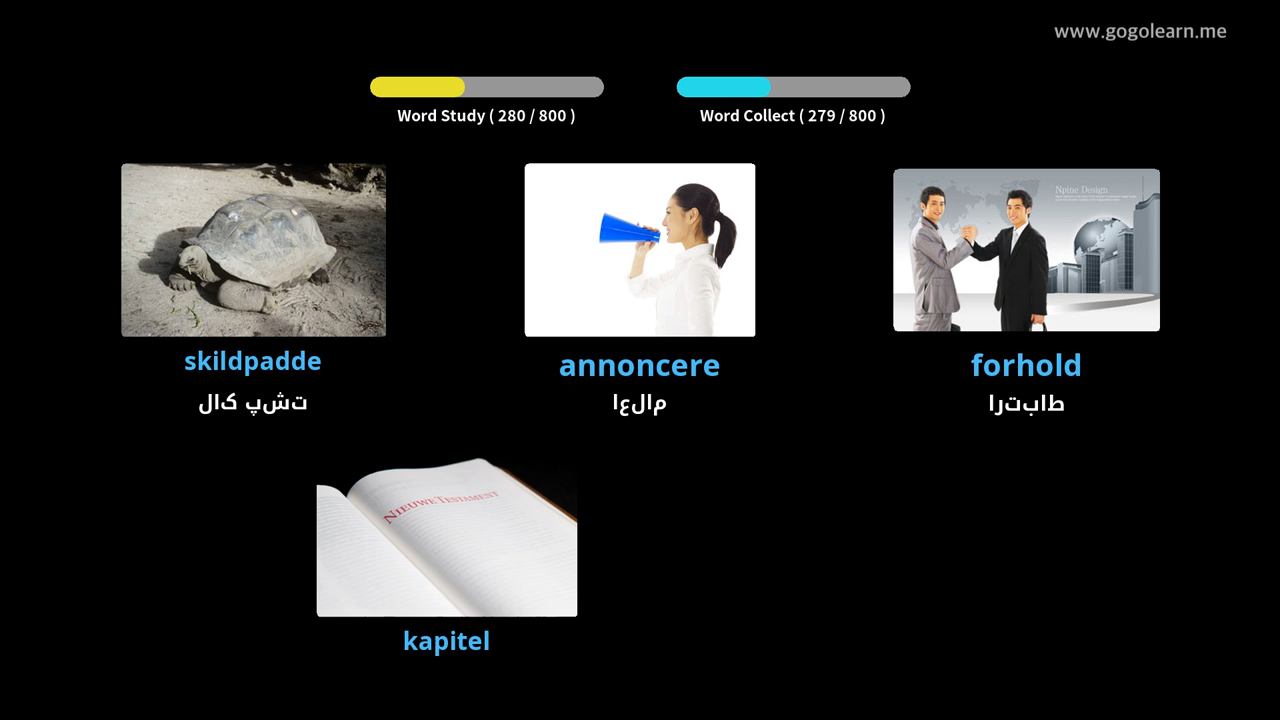 www.gogolearn.me
Word Study ( 280 / 800 )
Word Collect ( 279 / 800 )
skildpadde
تشپ کال
annoncere
مالعا
forhold
طابترا
Npine Design
NIEUWE TESTAMENT
kapitel